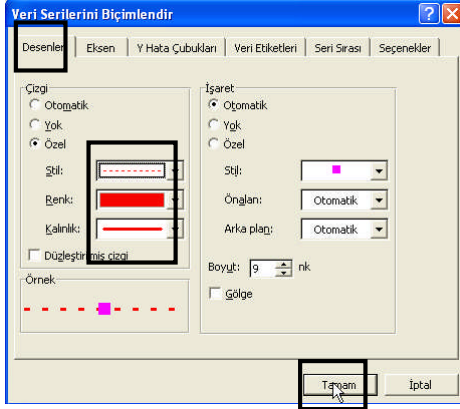 Veri Serilerini Biçimlendir
Desenler Eksen Y Hata Çubukları Veri Etiketleri Seri Sırası Seçenekler
Çizgi
Otomatik
Yok
Özel
Stil:
Renk:
Kalınlık:
Düzleştirilmiş çizgi
Örnek
İşaret
Otomatik
Yok
Özel
Stil:
Önalan: Otomatik
Arka plan: Otomatik
Boyut: 9 nk
Gölge
Tamam İptal